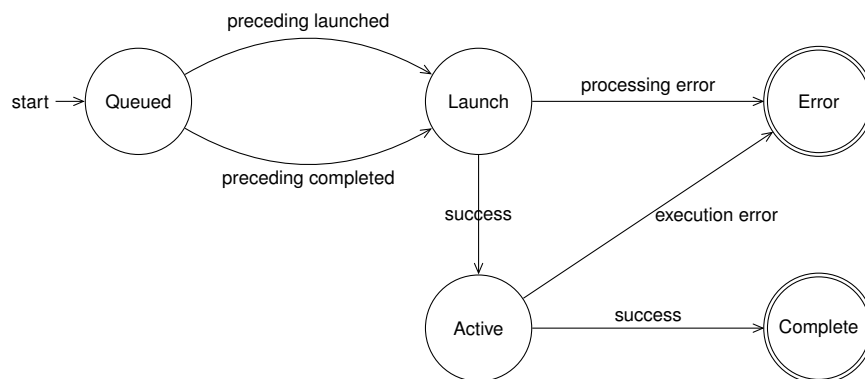 preceding launched
start
Queued
Launch
processing error
Error
preceding completed
success
execution error
Active
success
Complete